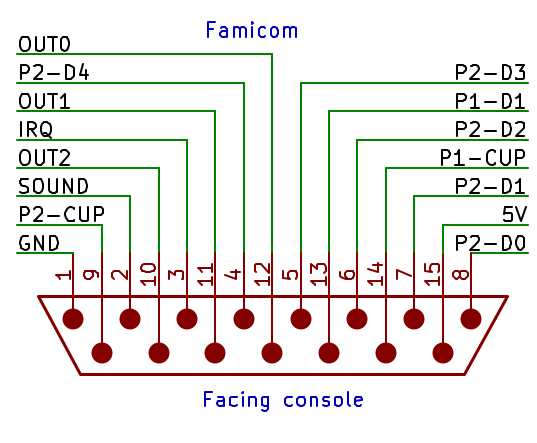 Famicom
OUT0
P2-D4
P2-D3
OUT1
P1-D1
IRQ
P2-D2
OUT2
P1-CUP
SOUND
P2-D1
P2-CUP
5V
GND
P2-D0
1 9 2 10 3 11 4 12 5 13 6 14 7 15 8
Facing console